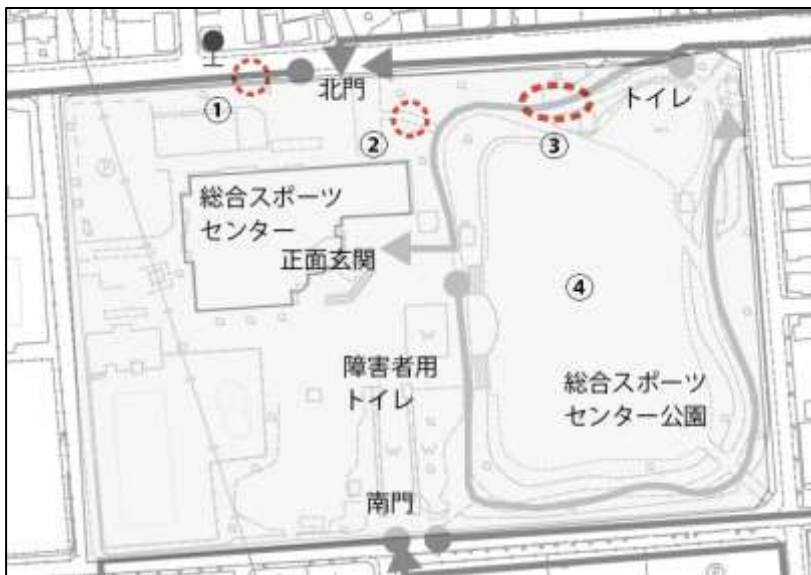 北門
①
トイレ
②
③
総合スポーツ
センター
正面玄関
④
障害者用
トイレ
総合スポーツ
センター公園
南門
Ⓟ
Ⓟ